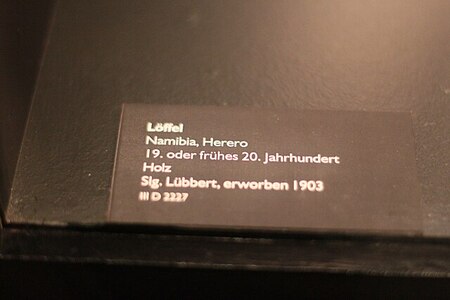 Löffel
Namibia, Herero
19. oder frühes 20. Jahrhundert
Holz
Slg. Lübbert, erworben 1903
III D 2227